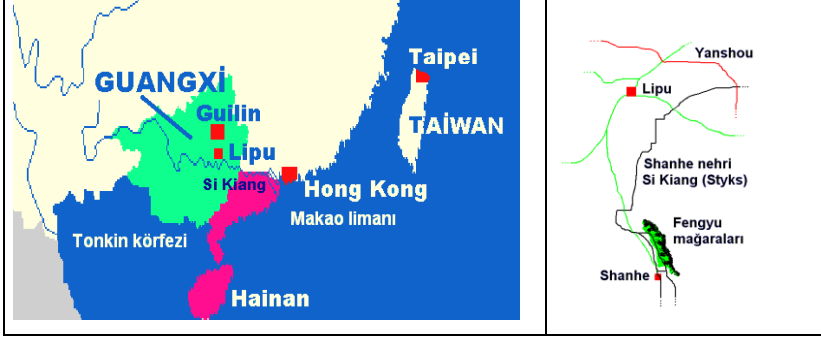 Taipei
GUANGXİ
Guilin
TAİWAN
Lipu
Si Kiang
Hong Kong
Makao limanı
Tonkin körfezi
Hainan
Yanshou
Lipu
Shanhe nehri
Si Kiang (Styks)
Fengyu
mağaraları
Shanhe